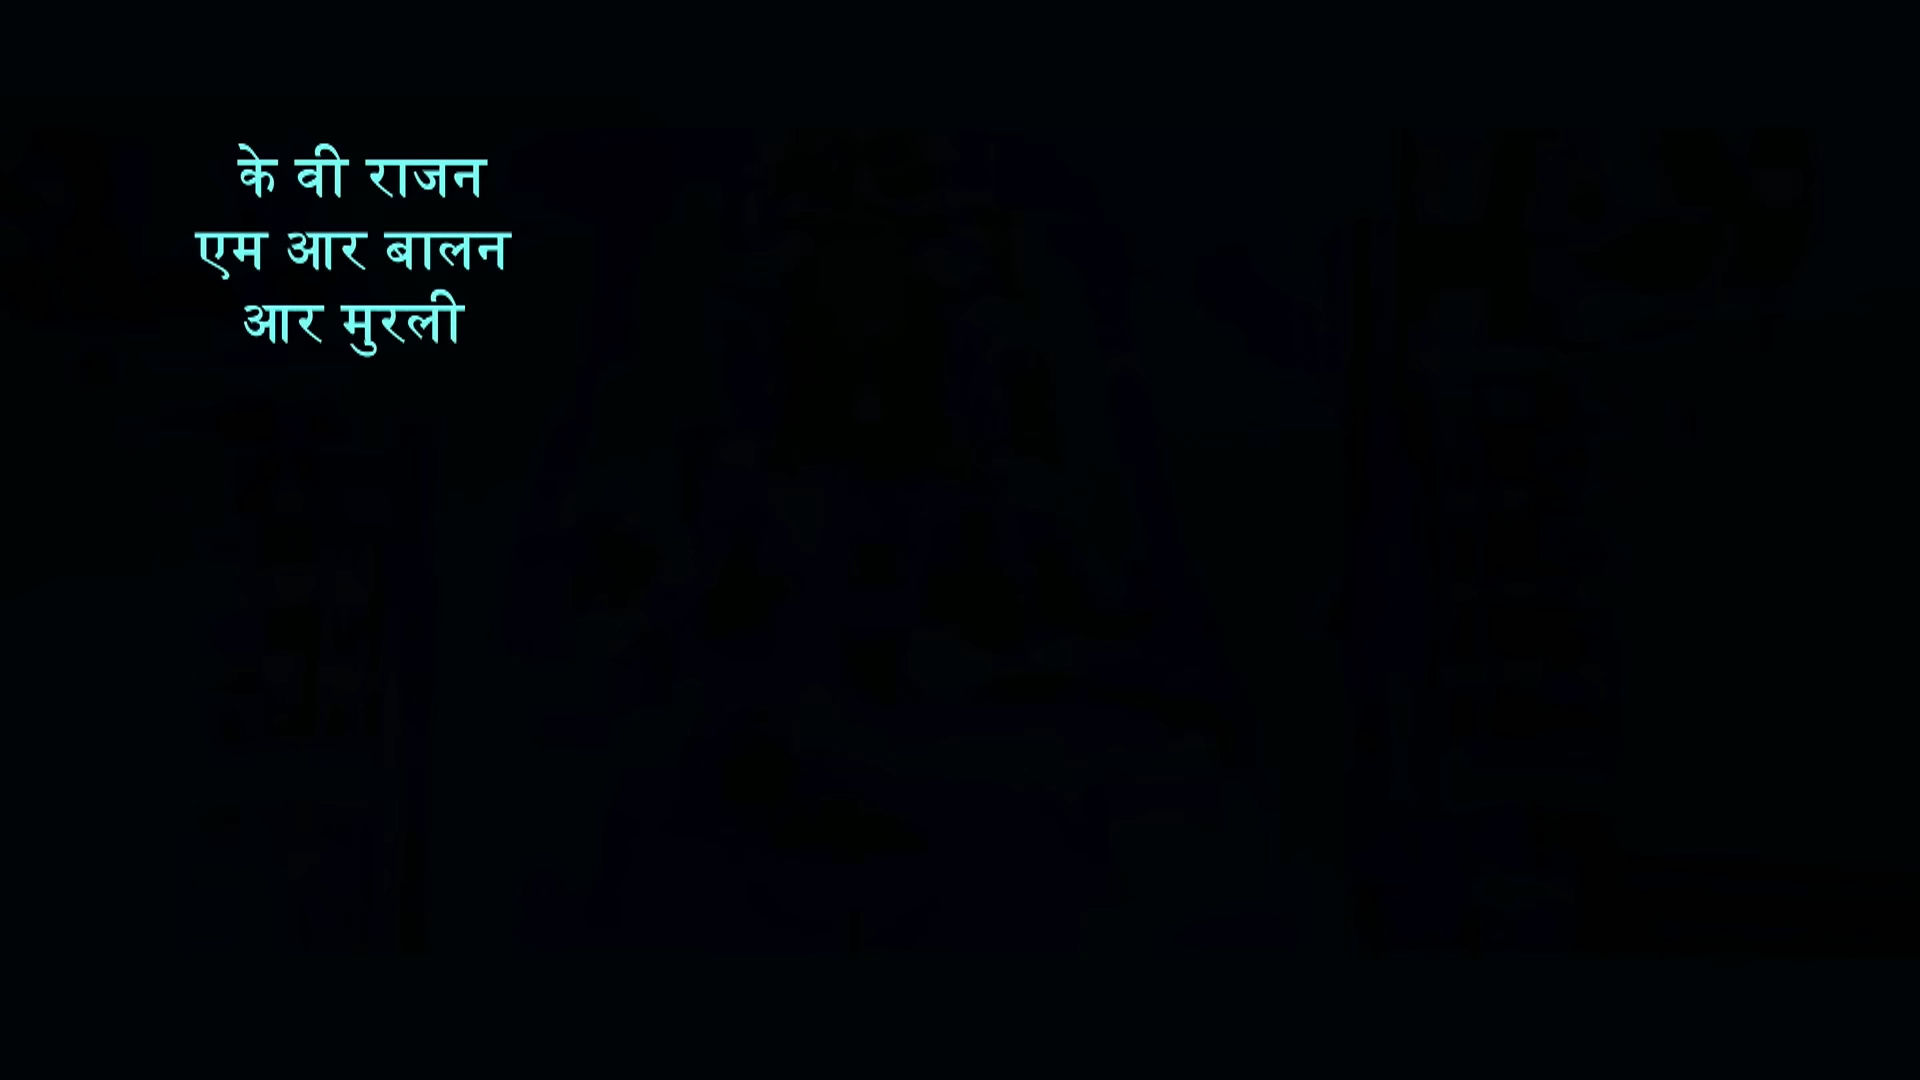 के वी राजन
एम आर बालन
आर मुरली